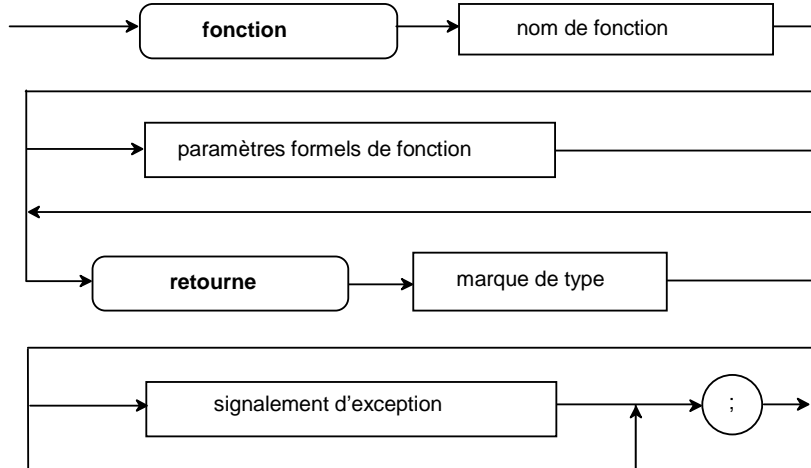 fonction
nom de fonction
paramètres formels de fonction
retourne
marque de type
signalement d’exception
;